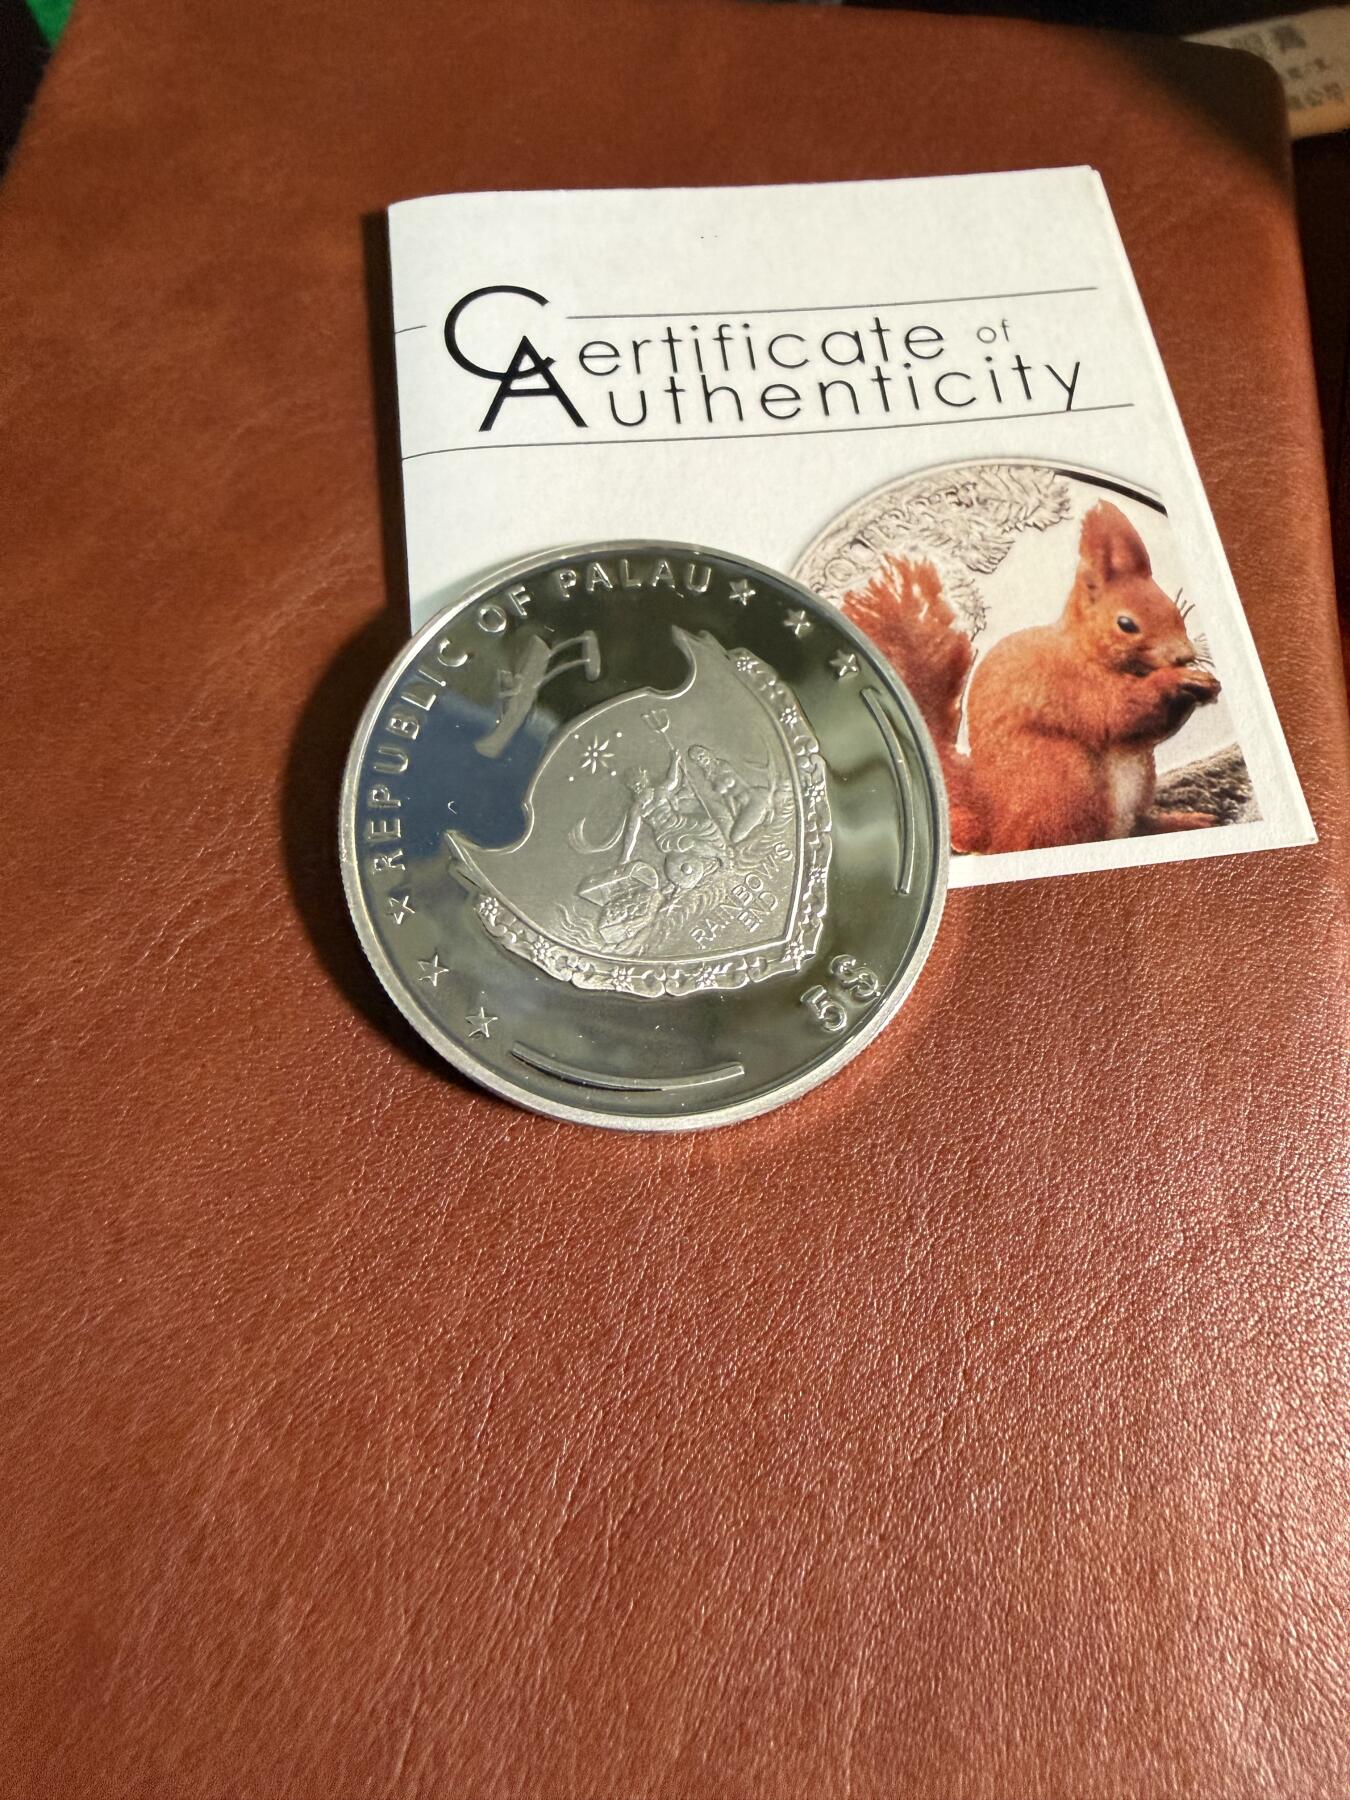 Certificate of
Authenticity
REPUBLIC OF PALAU
RAINBOW'S
END
5$